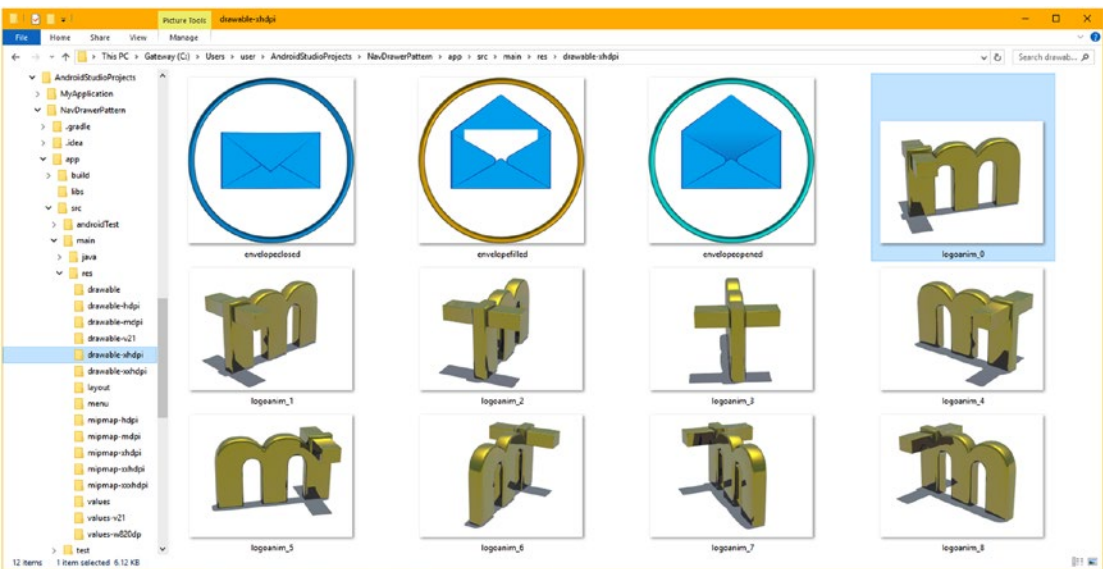 Picture Tools drawable-xhdpi
File Home Share View Manage
This PC > Gateway (C:) > Users > user > AndroidStudioProjects > NavDrawerPattern > app > src > main > res > drawable-xhdpi
Search drawab...
AndroidStudioProjects
MyApplication
NavDrawerPattern
.gradle
.idea
app
build
libs
src
androidTest
main
java
res
drawable
drawable-hdpi
drawable-mdpi
drawable-v21
drawable-xhdpi
drawable-xxhdpi
layout
menu
mipmap-hdpi
mipmap-mdpi
mipmap-xhdpi
mipmap-xxhdpi
mipmap-xxxhdpi
values
values-v21
values-w820dp
test
envelopeclosed envelopefilled envelopeopened logoanim_0
logoanim_1 logoanim_2 logoanim_3 logoanim_4
logoanim_5 logoanim_6 logoanim_7 logoanim_8
12 items 1 item selected 6.12 KB